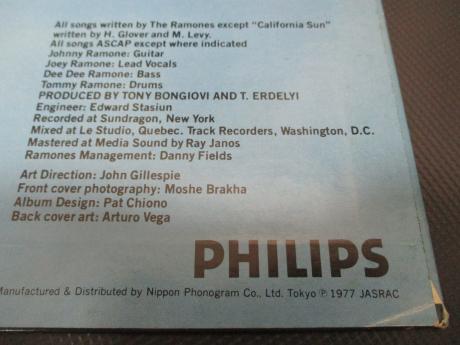 All songs written by The Ramones except "California Sun"
written by H. Glover and M. Levy.
All songs ASCAP except where indicated
Johnny Ramone: Guitar
Joey Ramone: Lead Vocals
Dee Dee Ramone: Bass
Tommy Ramone: Drums
PRODUCED BY TONY BONGIOVI AND T. ERDELYI
Engineer: Edward Stasiun
Recorded at Sundragon, New York
Mixed at Le Studio, Quebec. Track Recorders, Washington, D.C.
Mastered at Media Sound by Ray Janos
Ramones Management: Danny Fields
Art Direction: John Gillespie
Front cover photography: Moshe Brakha
Album Design: Pat Chiono
Back cover art: Arturo Vega
PHILIPS
Manufactured & Distributed by Nippon Phonogram Co., Ltd. Tokyo ℗ 1977 JASRAC